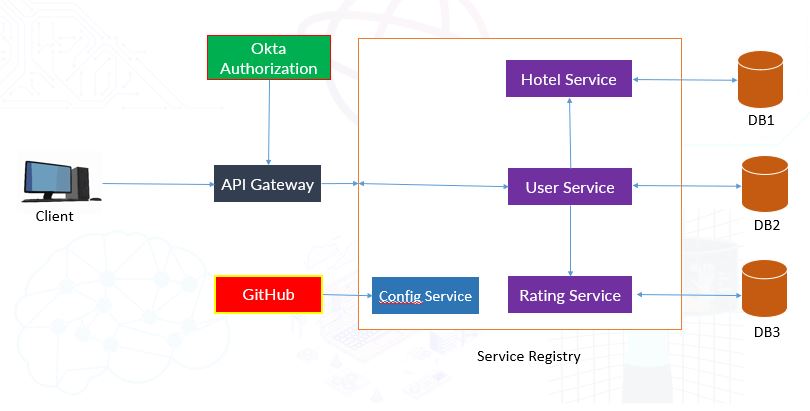 Okta
Authorization
Hotel Service
DB1
API Gateway
User Service
Client
DB2
GitHub
Config Service
Rating Service
DB3
Service Registry